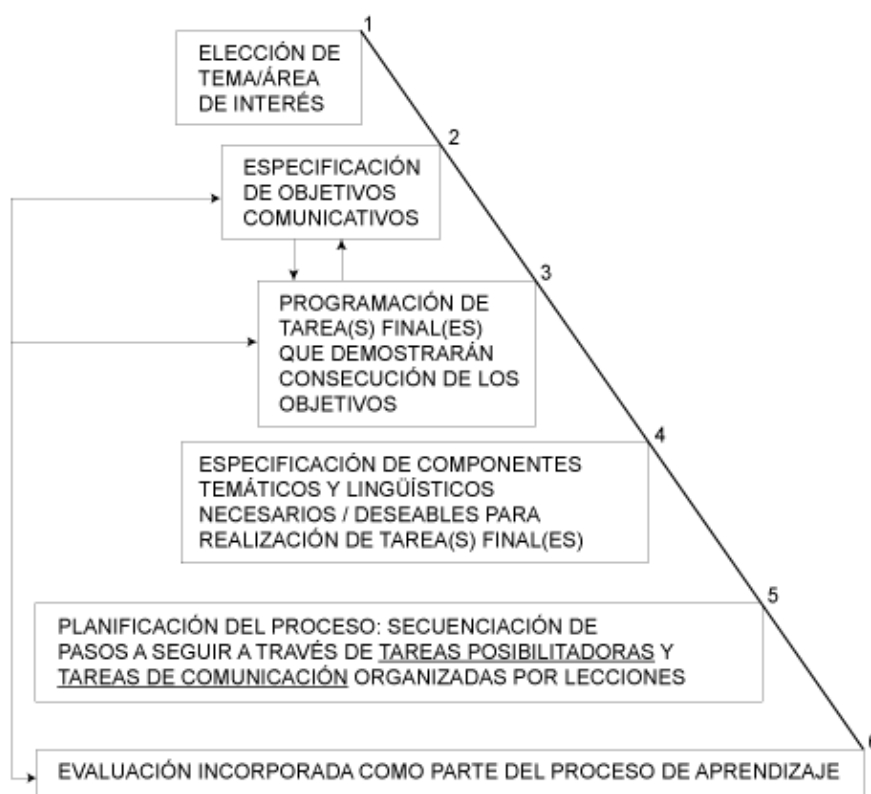 1
ELECCIÓN DE
TEMA/ÁREA
DE INTERÉS
2
ESPECIFICACIÓN
DE OBJETIVOS
COMUNICATIVOS
3
PROGRAMACIÓN DE
TAREA(S) FINAL(ES)
QUE DEMOSTRARÁN
CONSECUCIÓN DE LOS
OBJETIVOS
4
ESPECIFICACIÓN DE COMPONENTES
TEMÁTICOS Y LINGÜÍSTICOS
NECESARIOS / DESEABLES PARA
REALIZACIÓN DE TAREA(S) FINAL(ES)
5
PLANIFICACIÓN DEL PROCESO: SECUENCIACIÓN DE
PASOS A SEGUIR A TRAVÉS DE TAREAS POSIBILITADORAS Y
TAREAS DE COMUNICACIÓN ORGANIZADAS POR LECCIONES
6
EVALUACIÓN INCORPORADA COMO PARTE DEL PROCESO DE APRENDIZAJE